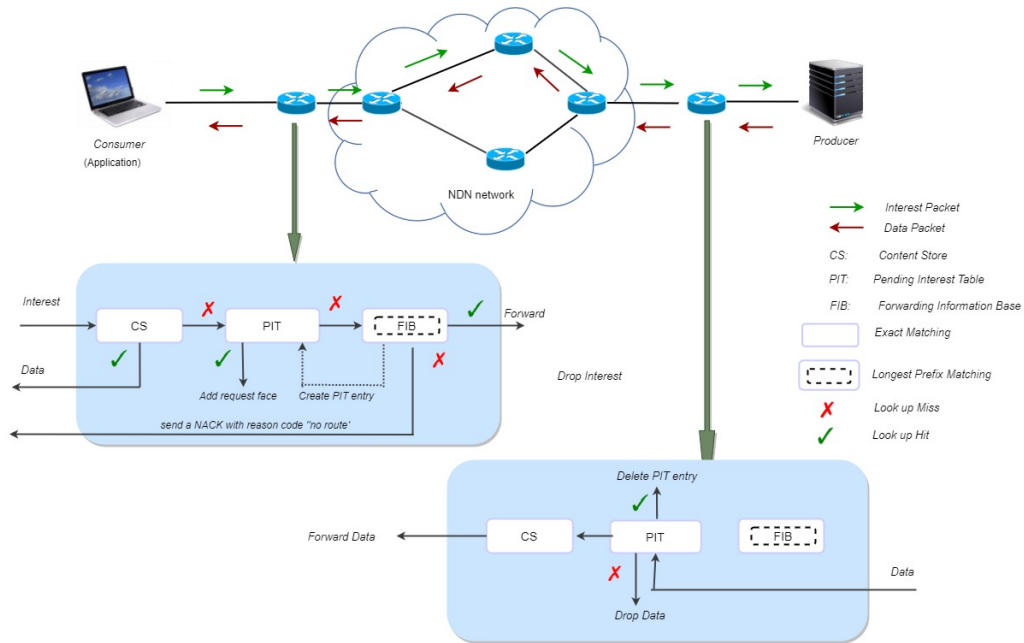 Consumer
(Application)
NDN network
Producer
Interest Packet
Data Packet
CS: Content Store
PIT: Pending Interest Table
FIB: Forwarding Information Base
Exact Matching
Longest Prefix Matching
Look up Miss
Look up Hit
Interest
CS
PIT
FIB
Forward
Data
Add request face
Create PIT entry
Drop Interest
send a NACK with reason code "no route'
Delete PIT entry
Forward Data
CS
PIT
FIB
Data
Drop Data